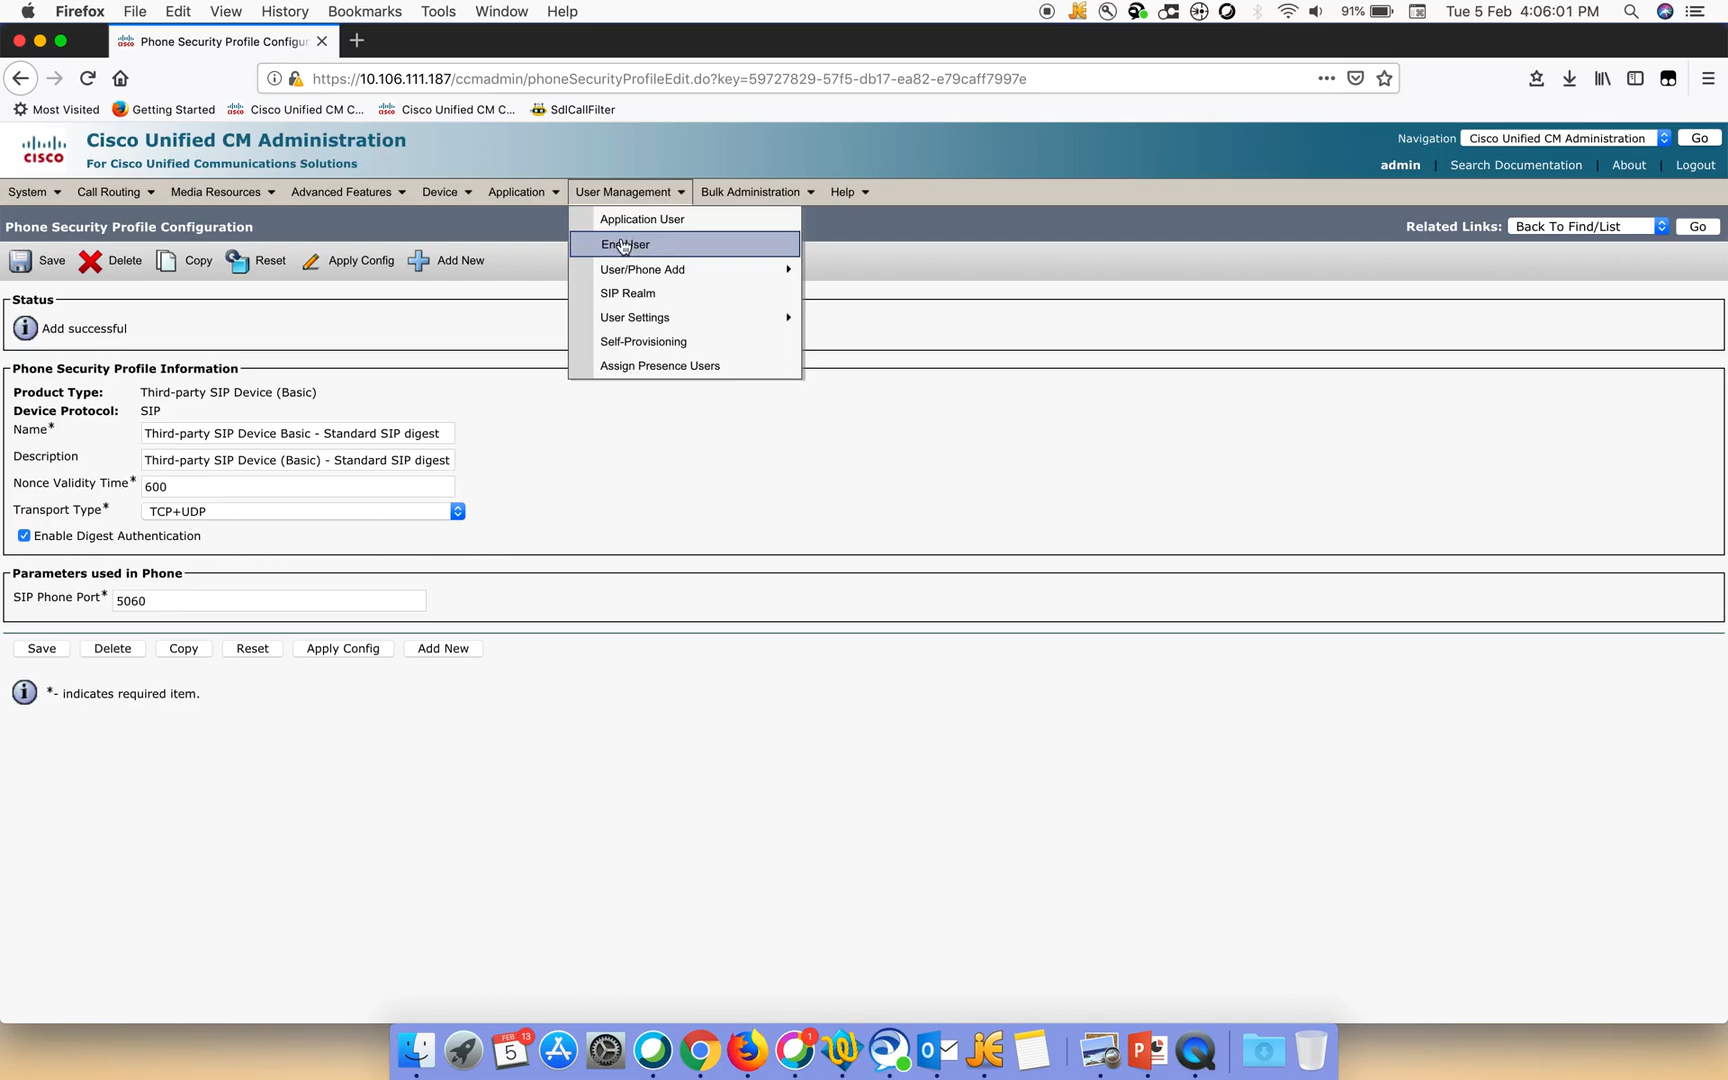 Firefox File Edit View History Bookmarks Tools Window Help 91% Tue 5 Feb 4:06:01 PM
Phone Security Profile Configur
https://10.106.111.187/ccmadmin/phoneSecurityProfileEdit.do?key=59727829-57f5-db17-ea82-e79caff7997e
Most Visited Getting Started Cisco Unified CM C... Cisco Unified CM C... SdlCallFilter
Cisco Unified CM Administration
For Cisco Unified Communications Solutions
CISCO
Navigation Cisco Unified CM Administration Go
admin | Search Documentation | About | Logout
System Call Routing Media Resources Advanced Features Device Application User Management Bulk Administration Help
Application User
End User
User/Phone Add
SIP Realm
User Settings
Self-Provisioning
Assign Presence Users
Phone Security Profile Configuration
Related Links: Back To Find/List Go
Save Delete Copy Reset Apply Config Add New
Status
Add successful
Phone Security Profile Information
Product Type: Third-party SIP Device (Basic)
Device Protocol: SIP
Name* Third-party SIP Device Basic - Standard SIP digest
Description Third-party SIP Device (Basic) - Standard SIP digest
Nonce Validity Time* 600
Transport Type* TCP+UDP
Enable Digest Authentication
Parameters used in Phone
SIP Phone Port* 5060
Save Delete Copy Reset Apply Config Add New
*- indicates required item.
FEB 13
5
1